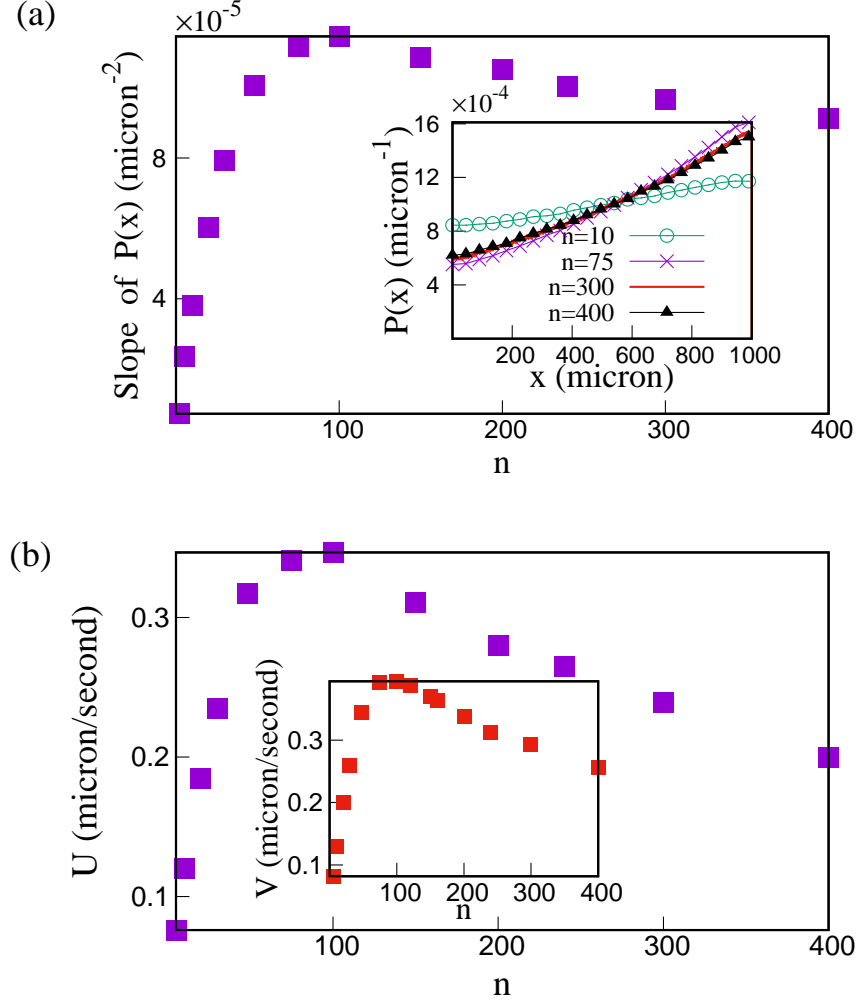 (a)
×10⁻⁵
Slope of P(x) (micron⁻²)
8
4
100
200
300
400
n
×10⁻⁴
P(x) (micron⁻¹)
16
12
8
4
n=10
n=75
n=300
n=400
200
400
600
800
1000
x (micron)
(b)
U (micron/second)
0.3
0.2
0.1
100
200
300
400
n
V (micron/second)
0.3
0.2
0.1
100
200
300
400
n